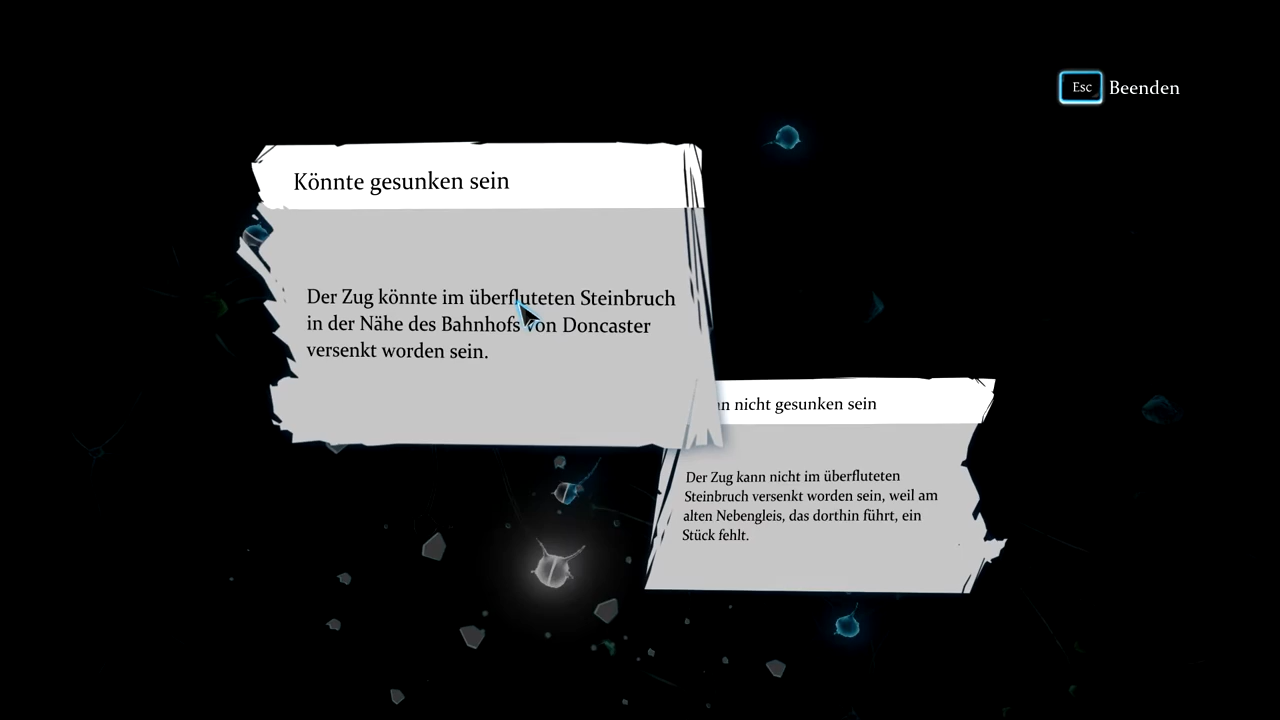 Esc Beenden
Könnte gesunken sein
Der Zug könnte im überfluteten Steinbruch
in der Nähe des Bahnhofs von Doncaster
versenkt worden sein.
nicht gesunken sein
Der Zug kann nicht im überfluteten
Steinbruch versenkt worden sein, weil am
alten Nebengleis, das dorthin führt, ein
Stück fehlt.